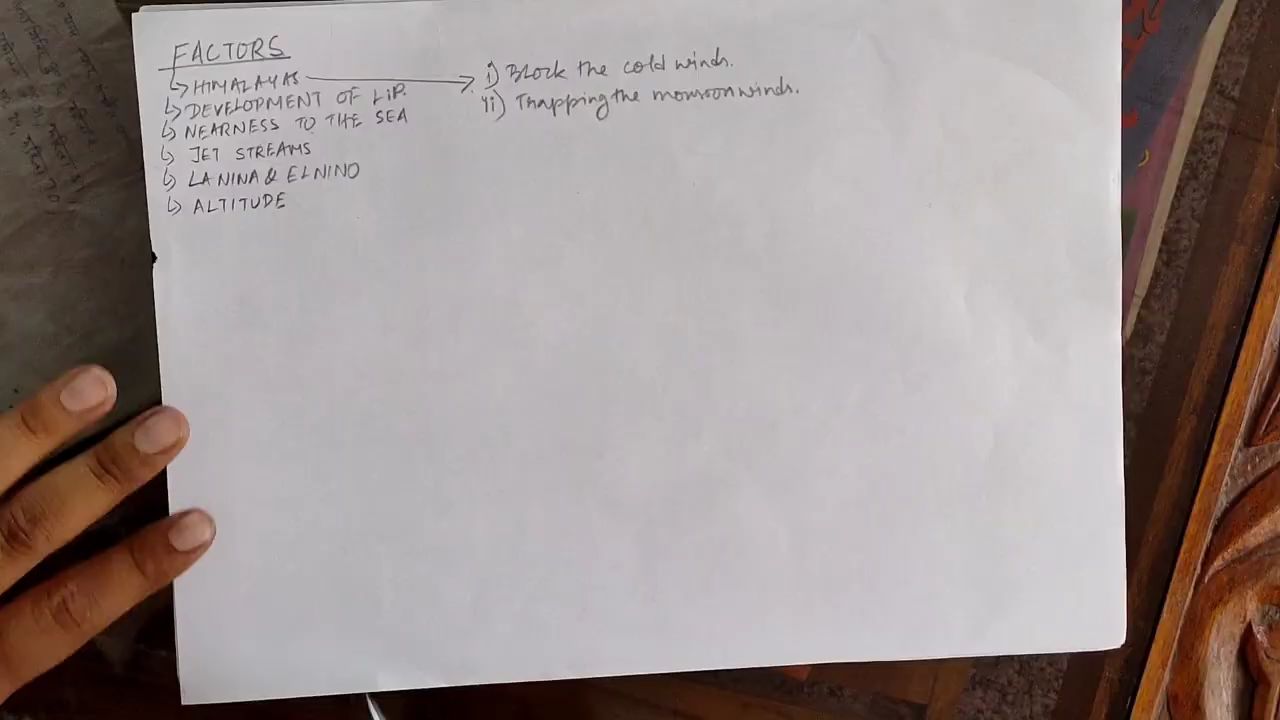 FACTORS
↳ HIMALAYAS → i) Block the cold winds.
ii) Trapping the monsoon winds.
↳ DEVELOPMENT OF L.P.
↳ NEARNESS TO THE SEA
↳ JET STREAMS
↳ LA NINA & EL NINO
↳ ALTITUDE